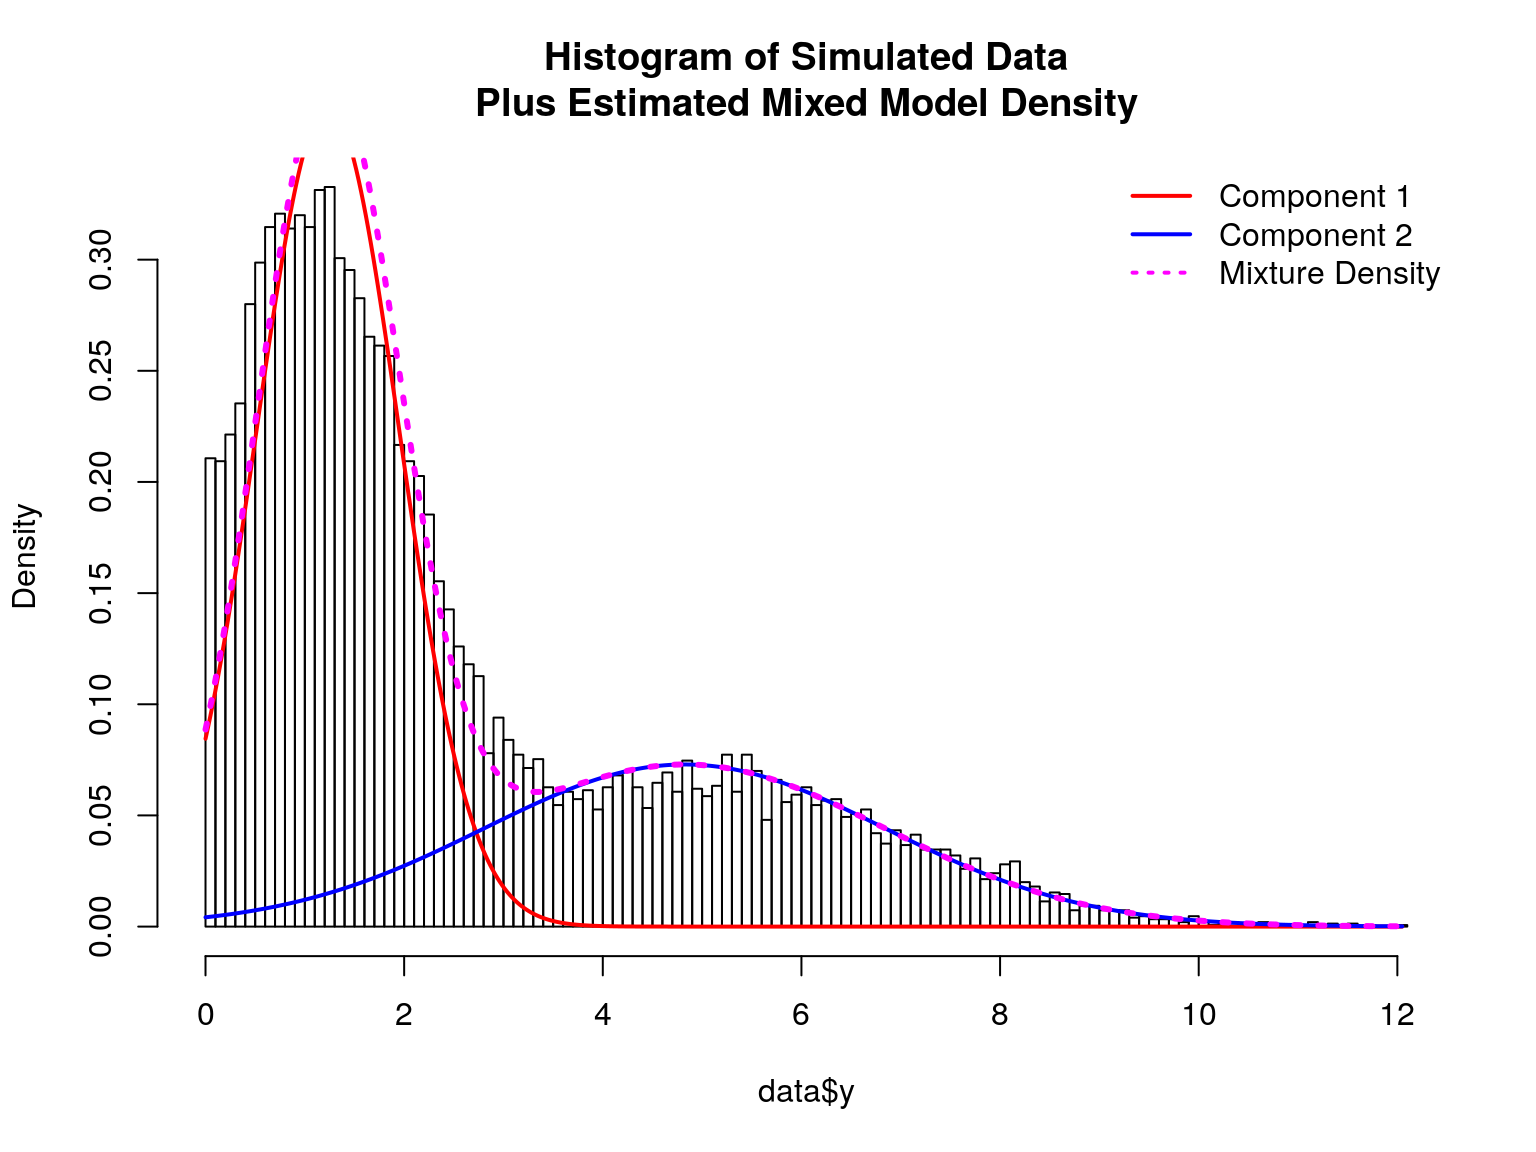 Histogram of Simulated Data
Plus Estimated Mixed Model Density
Component 1
Component 2
Mixture Density
Density
0.30
0.25
0.20
0.15
0.10
0.05
0.00
0 2 4 6 8 10 12
data$y